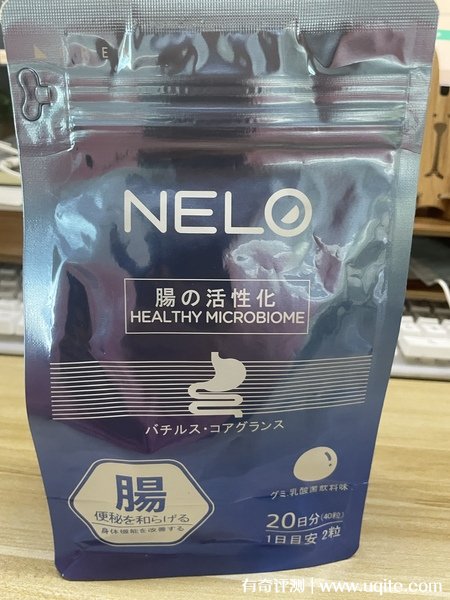 NELO
腸の活性化
HEALTHY MICROBIOME
バチルス・コアグランス
腸
便秘を和らげる
身体機能を改善する
グミ乳酸菌飲料味
20日分(40粒)
1日目安 2粒
有奇评测 | www.uqite.com